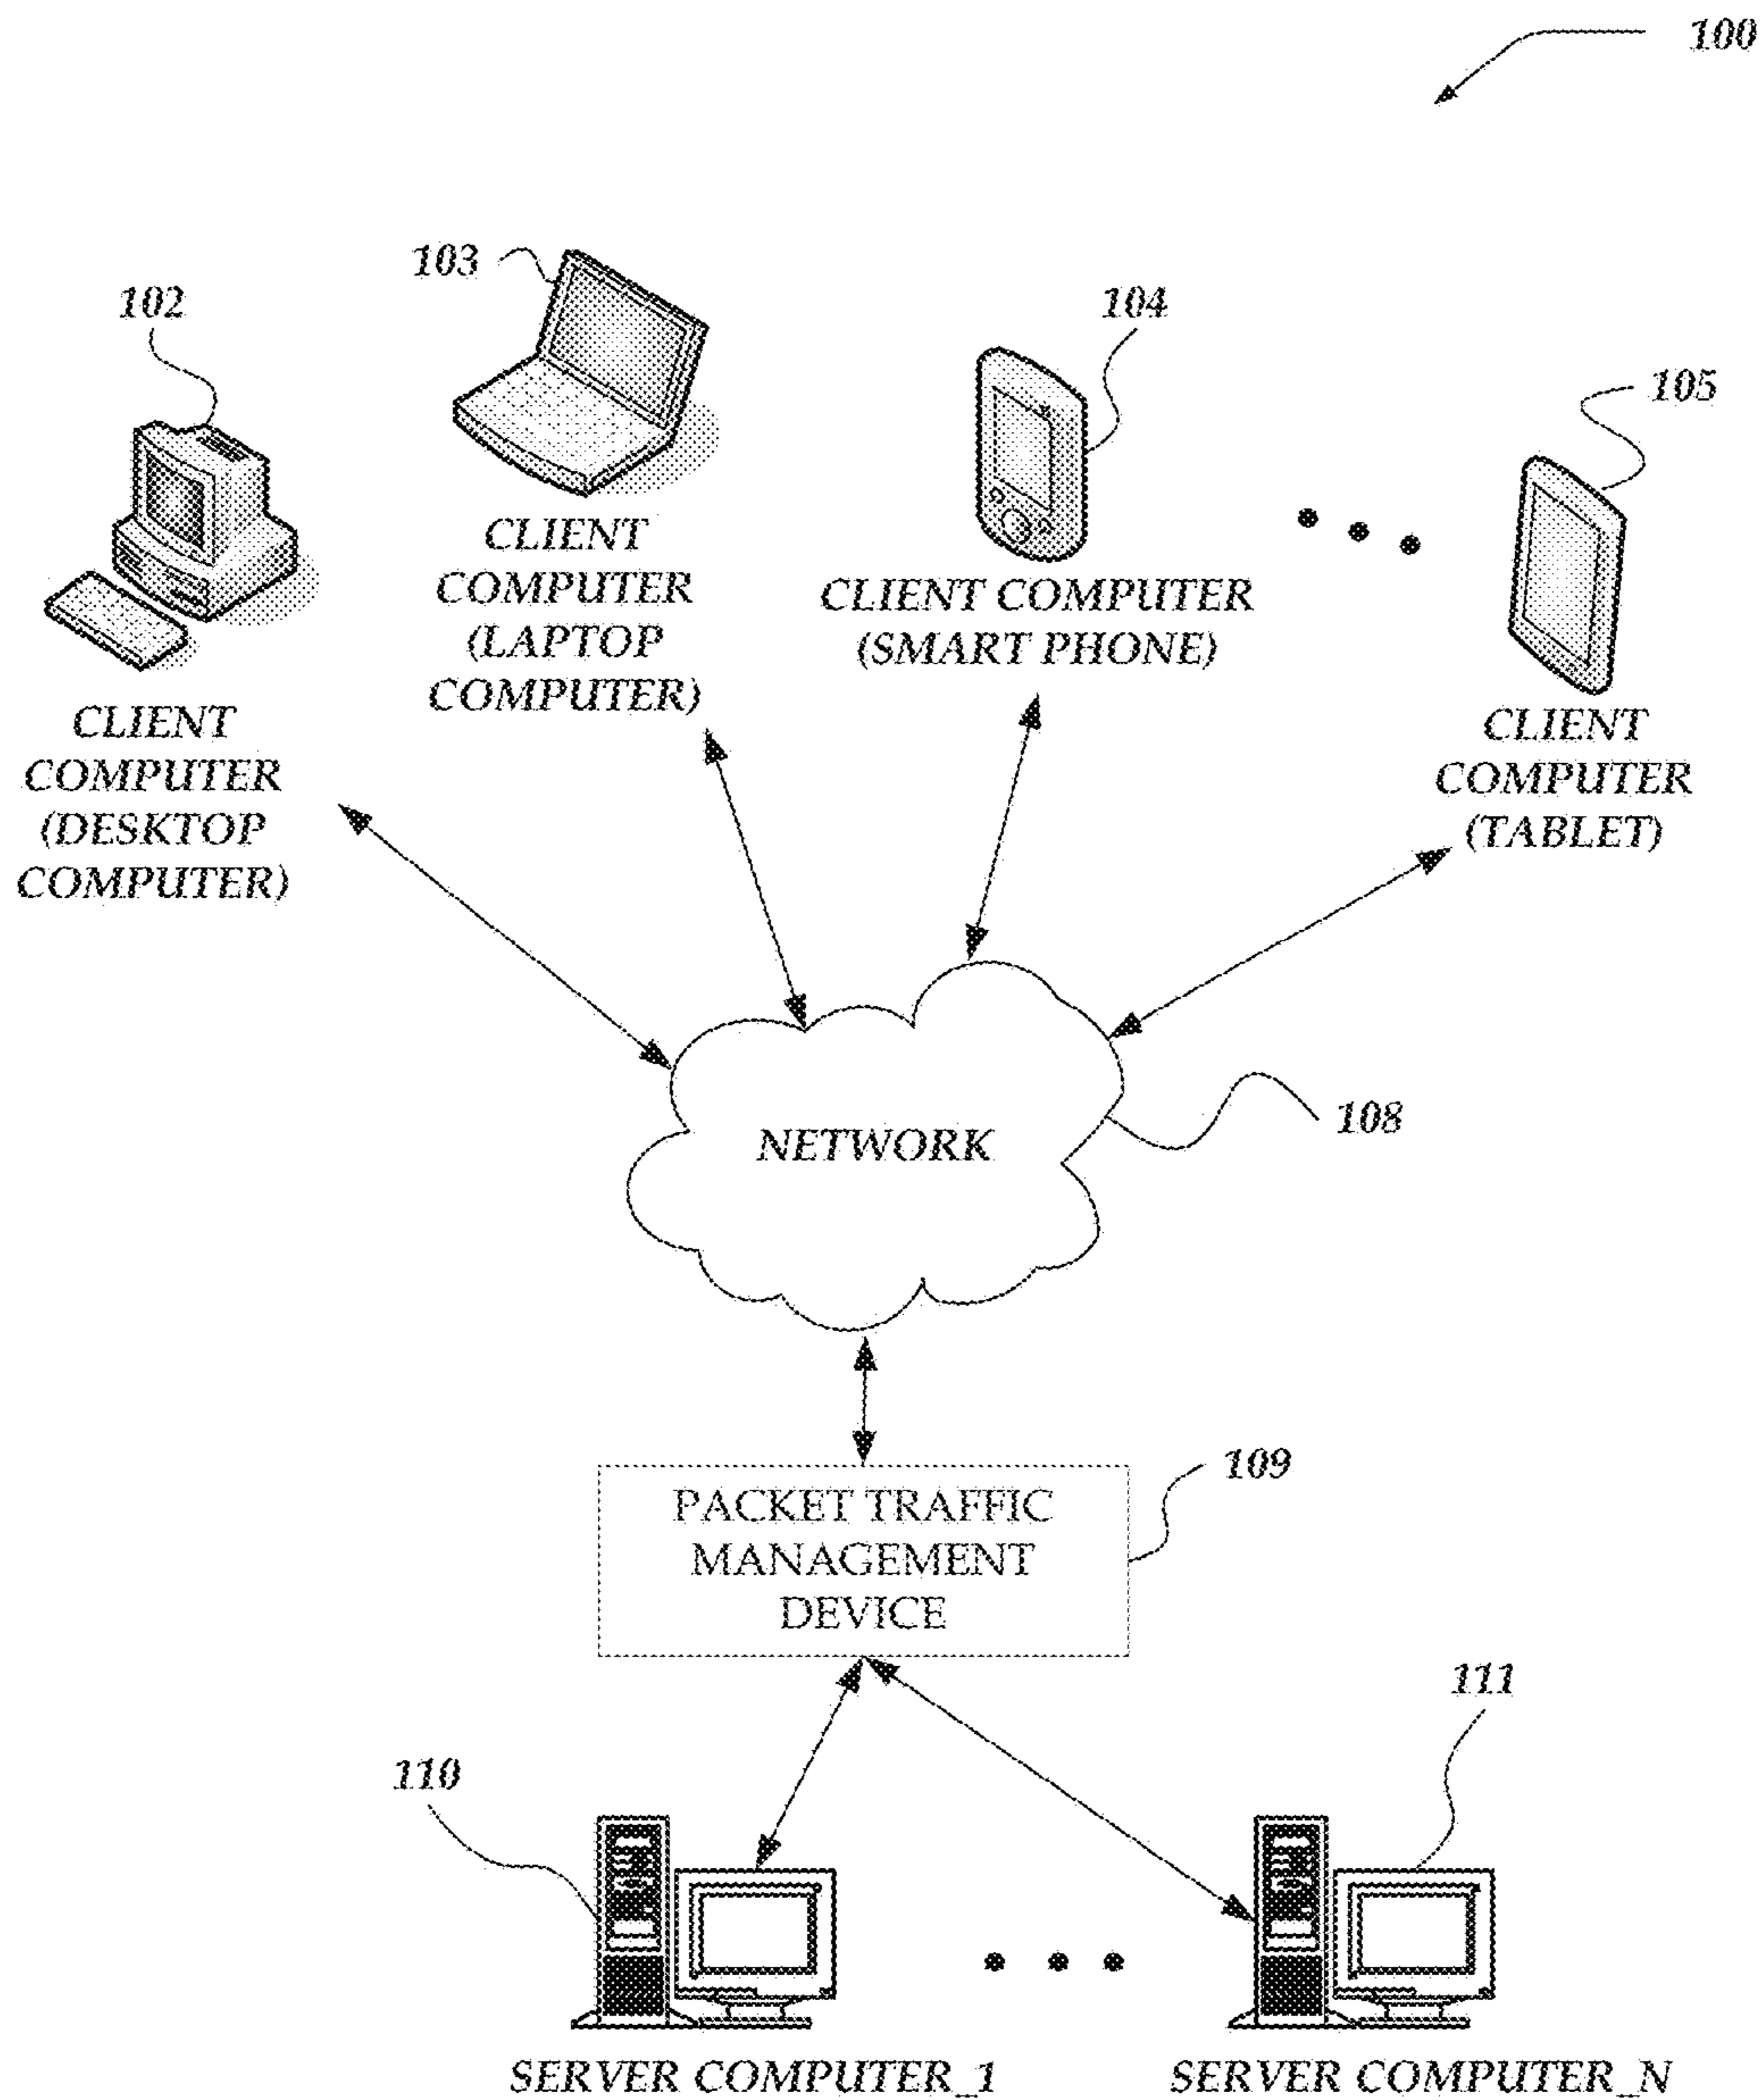 100
103
102
104
105
CLIENT
COMPUTER
(LAPTOP
COMPUTER)
CLIENT COMPUTER
(SMART PHONE)
CLIENT
COMPUTER
(DESKTOP
COMPUTER)
CLIENT
COMPUTER
(TABLET)
NETWORK
108
109
PACKET TRAFFIC
MANAGEMENT
DEVICE
111
110
SERVER COMPUTER_1
SERVER COMPUTER_N